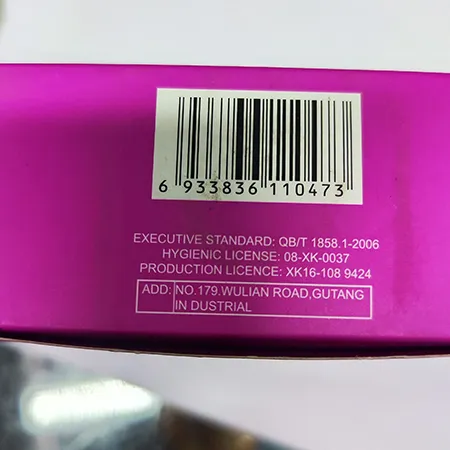 6 933836 110473
EXECUTIVE STANDARD: QB/T 1858.1-2006
HYGIENIC LICENSE: 08-XK-0037
PRODUCTION LICENCE: XK16-108 9424
ADD: NO.179.WULIAN ROAD,GUTANG
IN DUSTRIAL